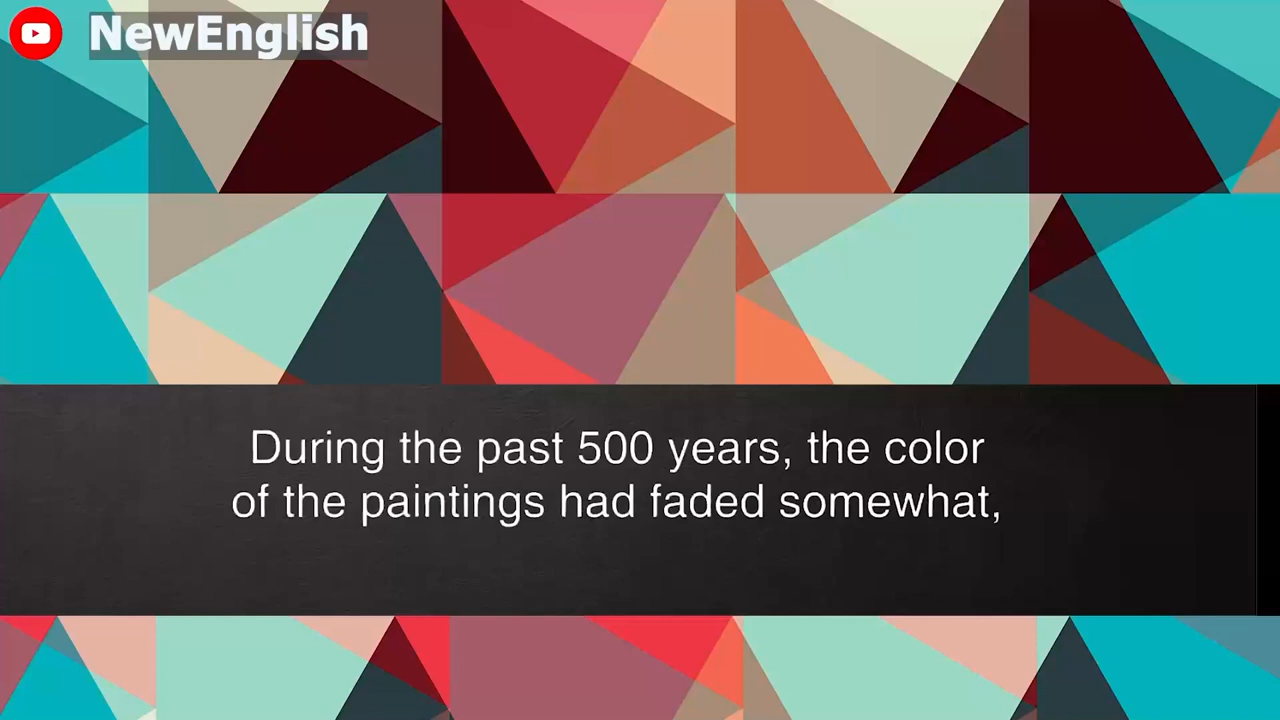 NewEnglish
During the past 500 years, the color
of the paintings had faded somewhat,